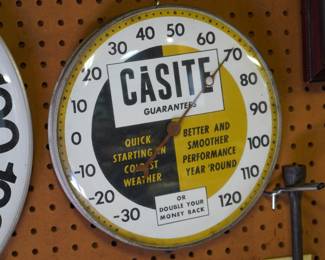 CASITE
GUARANTEES
QUICK
STARTING IN
COLDEST
WEATHER
BETTER AND
SMOOTHER
PERFORMANCE
YEAR 'ROUND
OR
DOUBLE YOUR
MONEY BACK
-30
-20
-10
0
10
20
30
40
50
60
70
80
90
100
110
120